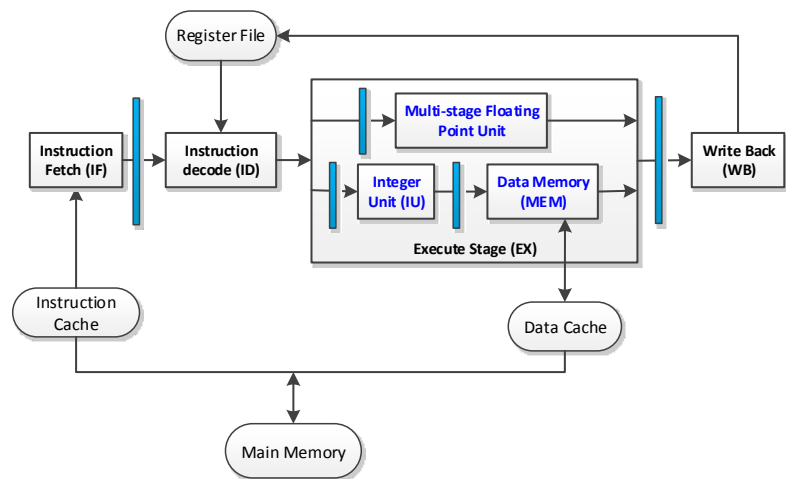 Register File
Multi-stage Floating
Point Unit
Instruction
Fetch (IF)
Instruction
decode (ID)
Integer
Unit (IU)
Data Memory
(MEM)
Write Back
(WB)
Execute Stage (EX)
Instruction
Cache
Data Cache
Main Memory